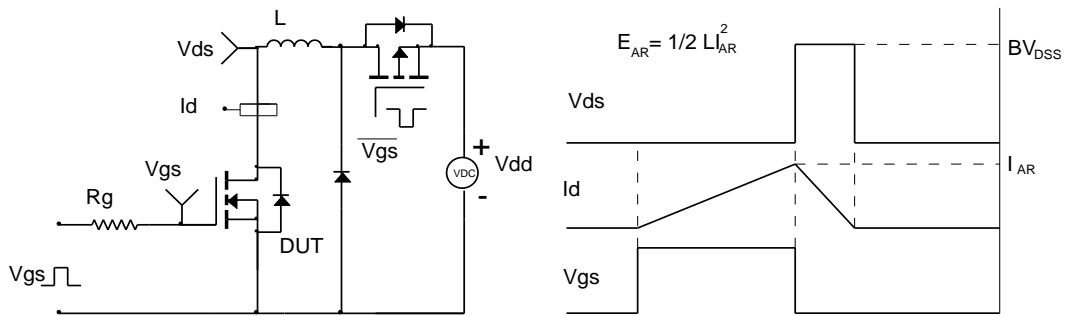 L
Vds
Id
Vgs
Vgs
+
Vdd
VDC
-
Rg
DUT
Vgs
E_AR = 1/2 LI_AR^2
BV_DSS
Vds
I_AR
Id
Vgs